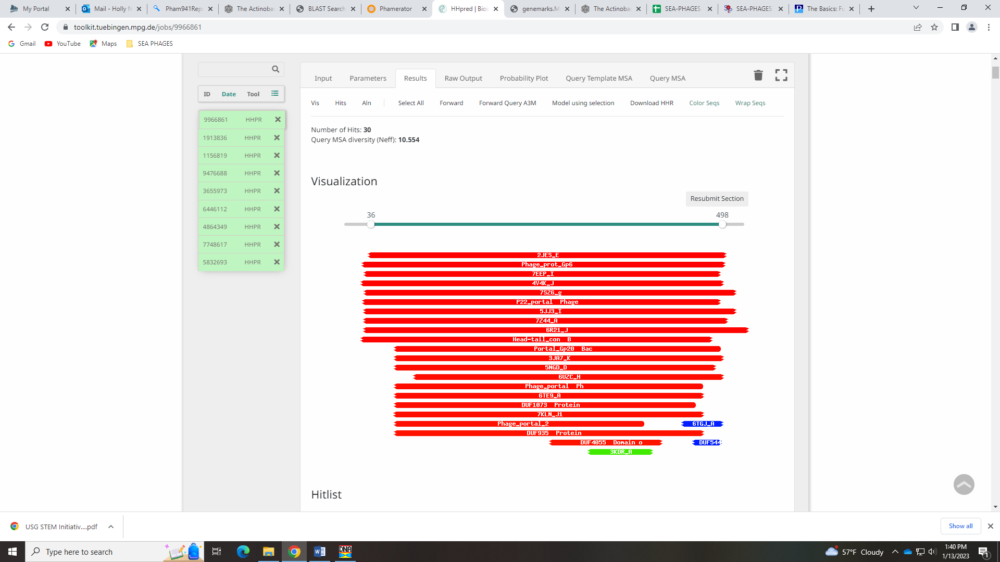 My Portal
Mail - Holly N
Pham941Repo
The Actinobac
BLAST Search
Phamerator
HHpred | Bioi
genemarks.M
The Actinobac
SEA-PHAGES
SEA-PHAGES
The Basics: Fu
toolkit.tuebingen.mpg.de/jobs/9966861
Gmail YouTube Maps SEA PHAGES
ID Date Tool
9966861 HHPR
1913836 HHPR
1156819 HHPR
9476688 HHPR
3655973 HHPR
6446112 HHPR
4864349 HHPR
7748617 HHPR
5832693 HHPR
Input Parameters Results Raw Output Probability Plot Query Template MSA Query MSA
Vis Hits Aln Select All Forward Forward Query A3M Model using selection Download HHR Color Seqs Wrap Seqs
Number of Hits: 30
Query MSA diversity (Neff): 10.554
Visualization
Resubmit Section
36 498
2JES_E
Phage_prot_Gp6
7EEP_I
4V4K_J
7SZ6_g
P22_portal Phage
5JJ3_I
7Z44_A
6R21_J
Head-tail_con B
Portal_Gp20 Bac
3JA7_K
5NGD_D
6UZC_H
Phage_portal Ph
6TE9_A
DUF1073 Protein
7KLN_J1
Phage_portal_2 6TGJ_A
DUF935 Protein
DUF4055 Domain o DUF544
3KDR_A
Hitlist
USG STEM Initiativ....pdf
Show all
Type here to search
DNA
57°F Cloudy
1:40 PM
1/13/2023
1